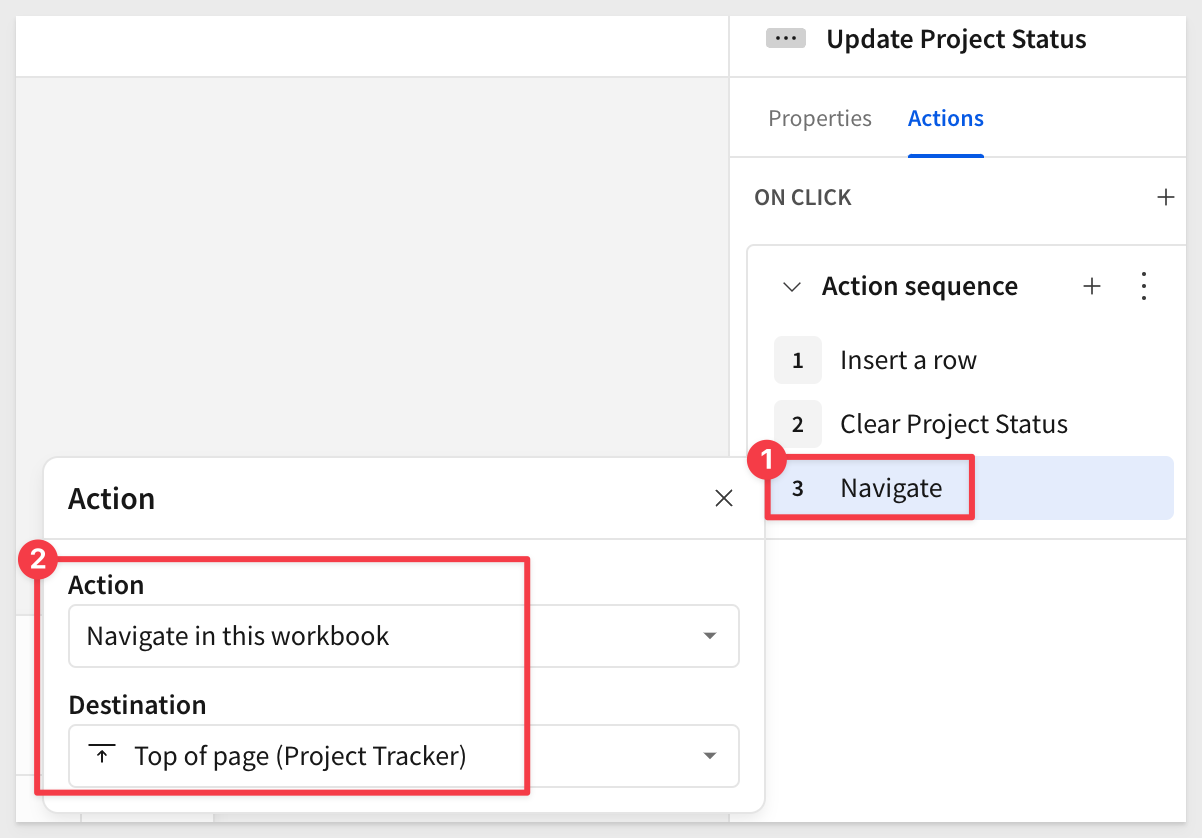 Update Project Status
Properties Actions
ON CLICK
Action sequence
1 Insert a row
2 Clear Project Status
1
3 Navigate
Action
2
Action
Navigate in this workbook
Destination
Top of page (Project Tracker)